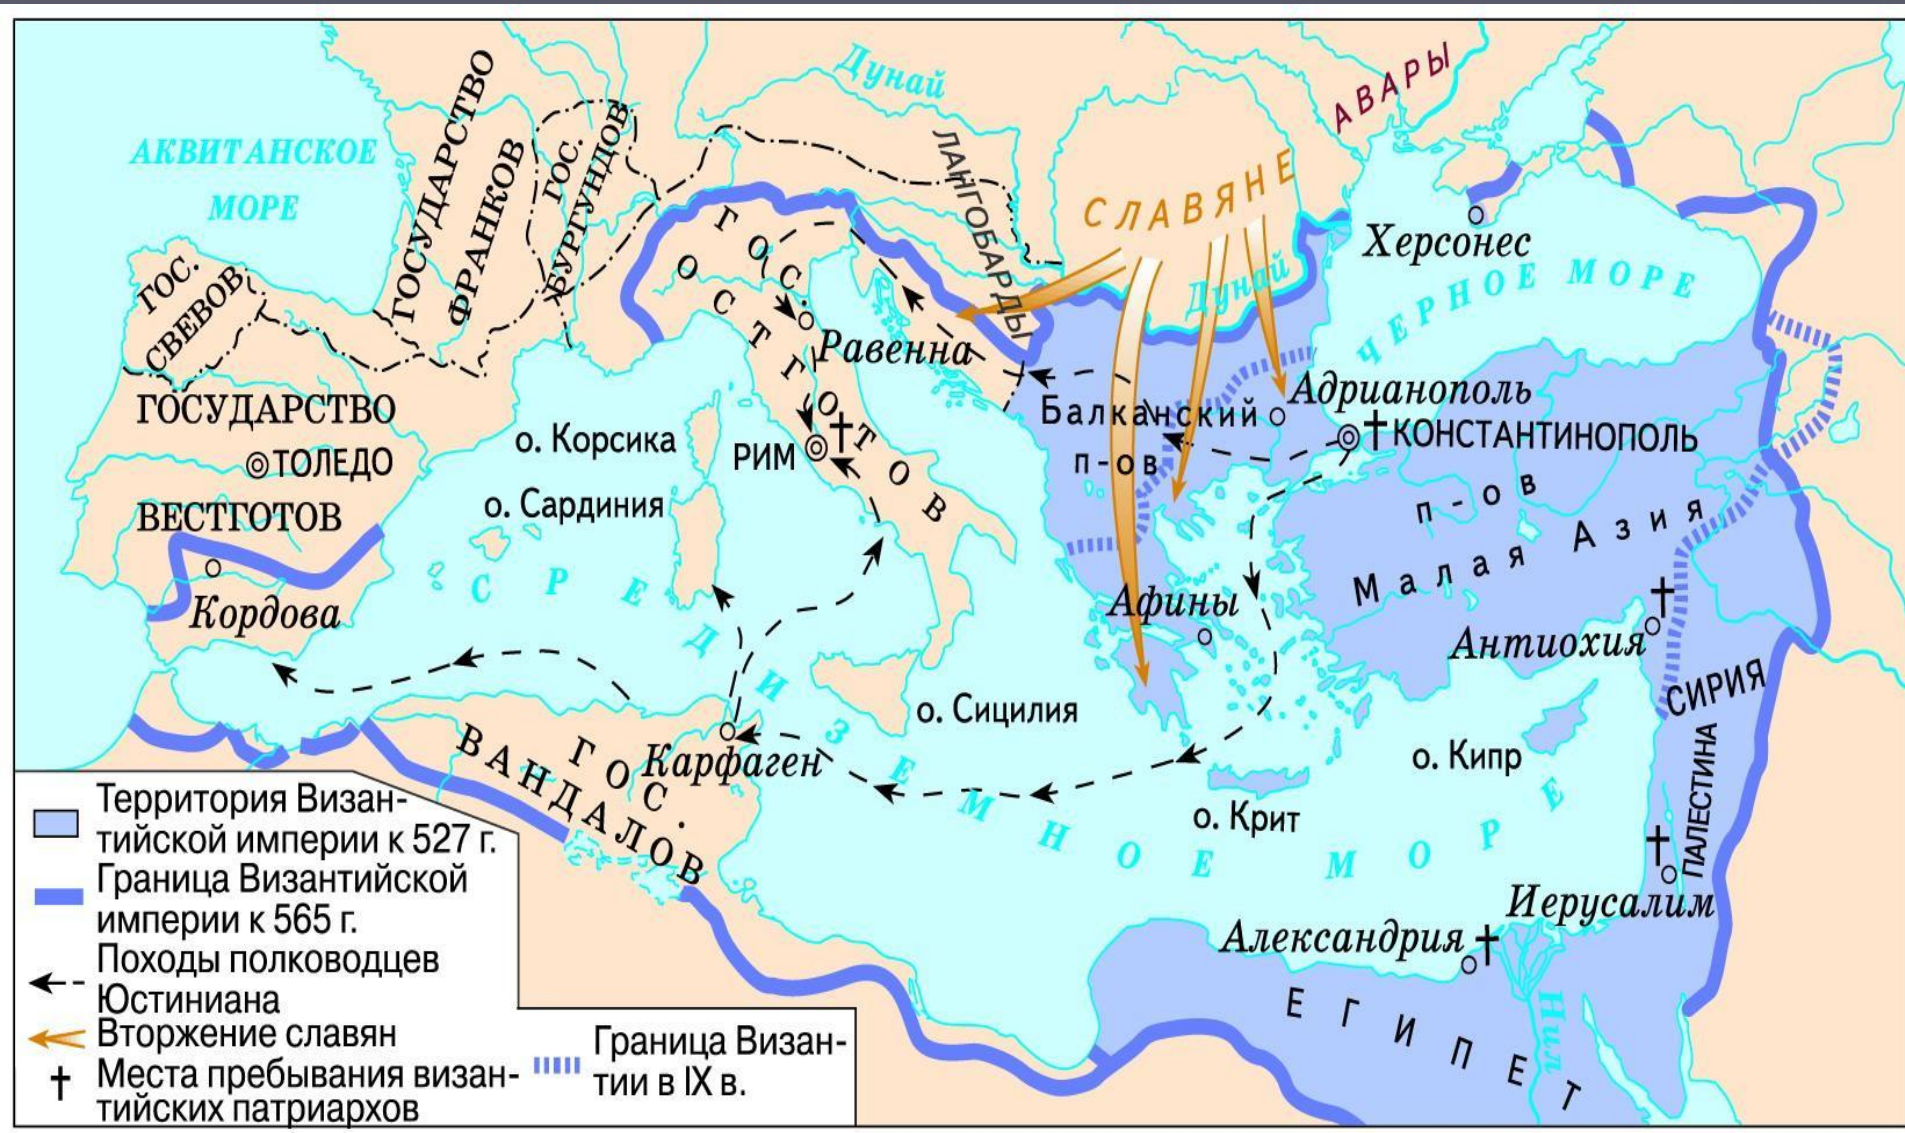 АКВИТАНСКОЕ
МОРЕ
ГОСУДАРСТВО
ФРАНКОВ
ГОС.
БУРГУНДОВ
Дунай
ЛАНГОБАРДЫ
АВАРЫ
СЛАВЯНЕ
Дунай
Херсонес
ЧЕРНОЕ МОРЕ
ГОС.
СВЕВОВ
ГОС.
ОСТГОТОВ
Равенна
ГОСУДАРСТВО
ТОЛЕДО
ВЕСТГОТОВ
Кордова
о. Корсика
о. Сардиния
РИМ
Балканский
п-ов
Адрианополь
КОНСТАНТИНОПОЛЬ
п-ов
Малая Азия
Афины
Антиохия
СИРИЯ
ПАЛЕСТИНА
Иерусалим
о. Сицилия
о. Кипр
о. Крит
СРЕДИЗЕМНОЕ МОРЕ
Карфаген
ГОС.
ВАНДАЛОВ
Александрия
ЕГИПЕТ
Нил
Территория Визан-
тийской империи к 527 г.
Граница Византийской
империи к 565 г.
Походы полководцев
Юстиниана
Вторжение славян
Места пребывания визан-
тийских патриархов
Граница Визан-
тии в IX в.